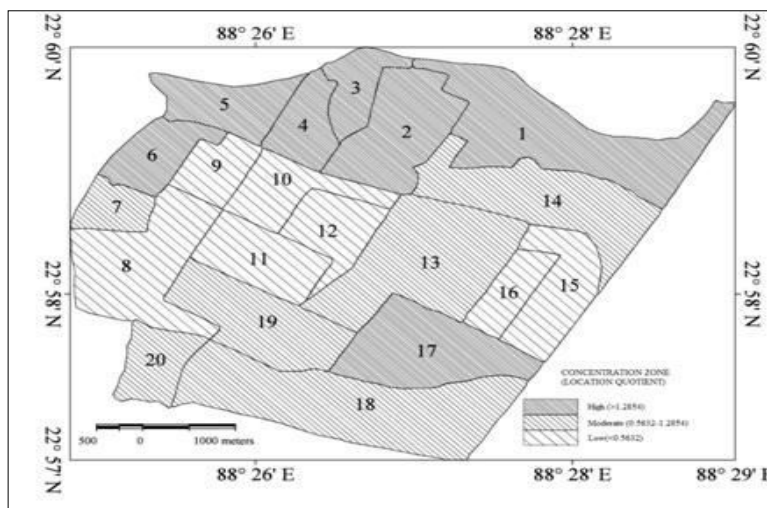 88° 26' E
88° 28' E
22° 60' N
22° 60' N
3
5
4
2
1
6
9
10
7
14
12
8
11
13
16
15
22° 58' N
22° 58' N
19
17
20
18
CONCENTRATION ZONE
(LOCATION QUOTIENT)
High (>1.2854)
Moderate (0.5632-1.2854)
Low(<0.5632)
500 0 1000 meters
22° 57' N
88° 26' E
88° 28' E
88° 29' E